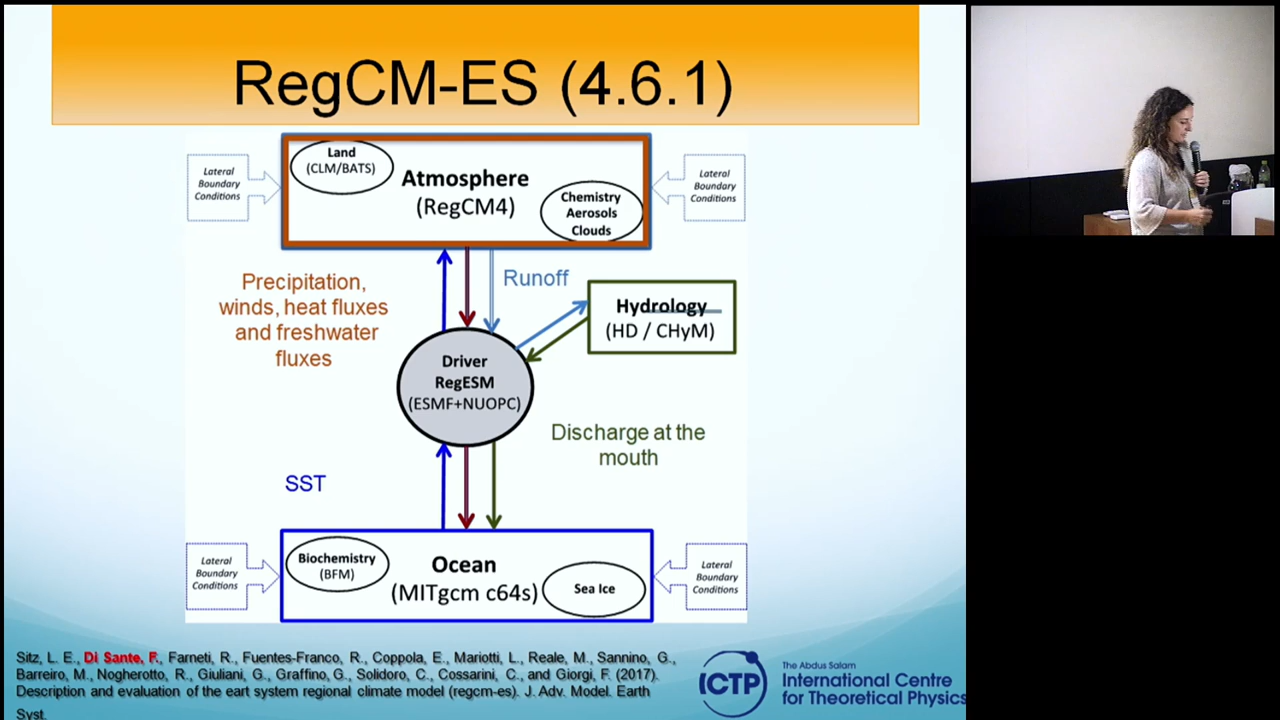 RegCM-ES (4.6.1)
Lateral
Boundary
Conditions
Land
(CLM/BATS)
Atmosphere
(RegCM4)
Chemistry
Aerosols
Clouds
Lateral
Boundary
Conditions
Precipitation,
winds, heat fluxes
and freshwater
fluxes
Runoff
Hydrology
(HD / CHyM)
Driver
RegESM
(ESMF+NUOPC)
Discharge at the
mouth
SST
Lateral
Boundary
Conditions
Biochemistry
(BFM)
Ocean
(MITgcm c64s)
Sea Ice
Lateral
Boundary
Conditions
Sitz, L. E., Di Sante, F., Farneti, R., Fuentes-Franco, R., Coppola, E., Mariotti, L., Reale, M., Sannino, G.,
Barreiro, M., Nogherotto, R., Giuliani, G., Graffino, G., Solidoro, C., Cossarini, C., and Giorgi, F. (2017).
Description and evaluation of the eart system regional climate model (regcm-es). J. Adv. Model. Earth
Syst.
ICTP
The Abdus Salam
International Centre
for Theoretical Physics